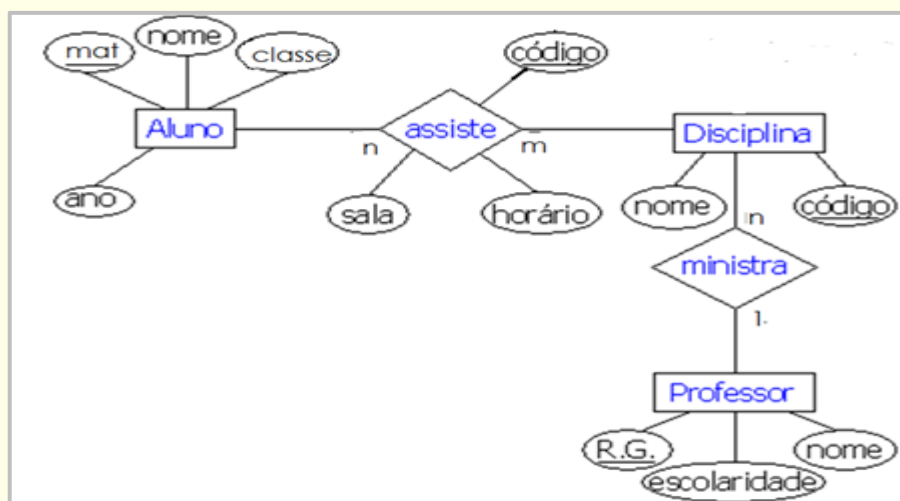 nome
mat
classe
código
Aluno
assiste
Disciplina
n
m
ano
sala
horário
nome
código
n
ministra
1
Professor
R.G.
nome
escolaridade